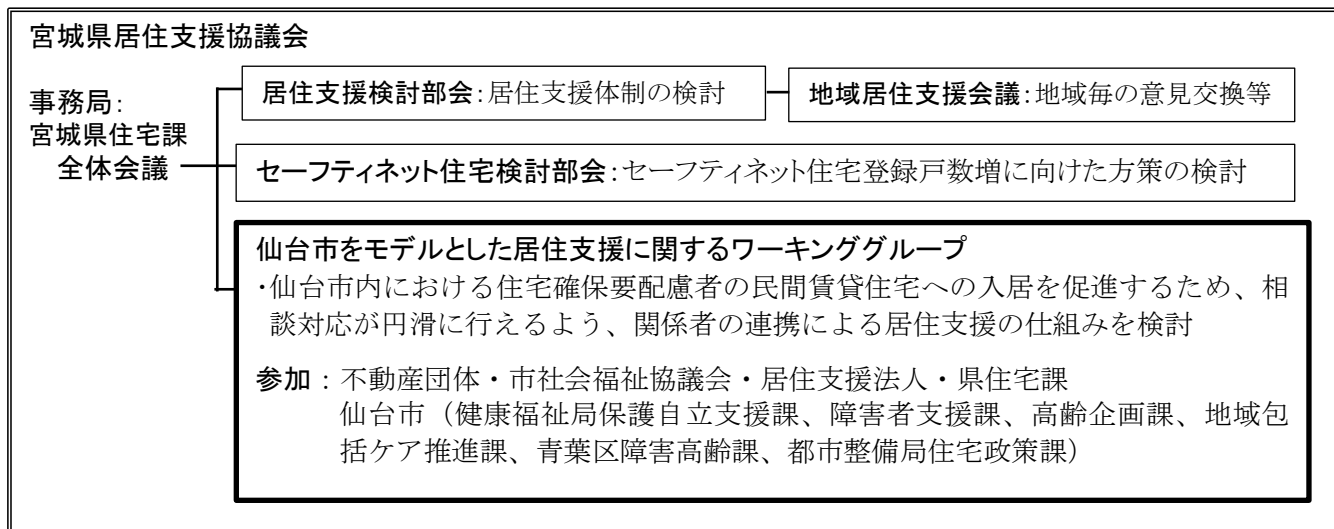 宮城県居住支援協議会
事務局：
宮城県住宅課
全体会議
居住支援検討部会：居住支援体制の検討
地域居住支援会議：地域毎の意見交換等
セーフティネット住宅検討部会：セーフティネット住宅登録戸数増に向けた方策の検討
仙台市をモデルとした居住支援に関するワーキンググループ
・仙台市内における住宅確保要配慮者の民間賃貸住宅への入居を促進するため、相
談対応が円滑に行えるよう、関係者の連携による居住支援の仕組みを検討
参加：不動産団体・市社会福祉協議会・居住支援法人・県住宅課
仙台市（健康福祉局保護自立支援課、障害者支援課、高齢企画課、地域包
括ケア推進課、青葉区障害高齢課、都市整備局住宅政策課）